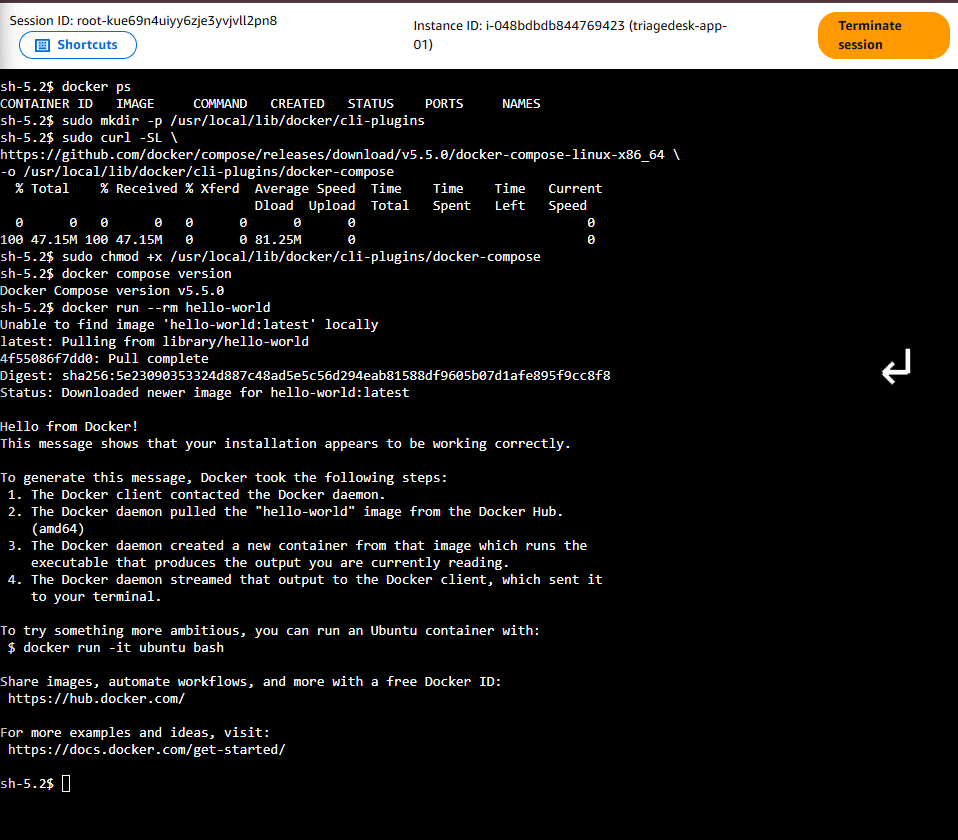 Session ID: root-kue69n4uiyy6zje3yvjvll2pn8
Shortcuts
Instance ID: i-048bdbdb844769423 (triagedesk-app-
01)
Terminate
session
sh-5.2$ docker ps
CONTAINER ID   IMAGE     COMMAND   CREATED   STATUS    PORTS     NAMES
sh-5.2$ sudo mkdir -p /usr/local/lib/docker/cli-plugins
sh-5.2$ sudo curl -SL \
https://github.com/docker/compose/releases/download/v5.5.0/docker-compose-linux-x86_64 \
-o /usr/local/lib/docker/cli-plugins/docker-compose
  % Total    % Received % Xferd  Average Speed  Time    Time    Time   Current
                                 Dload  Upload  Total   Spent   Left   Speed
  0      0   0      0   0      0      0      0                              0
100 47.15M 100 47.15M   0      0 81.25M      0                              0
sh-5.2$ sudo chmod +x /usr/local/lib/docker/cli-plugins/docker-compose
sh-5.2$ docker compose version
Docker Compose version v5.5.0
sh-5.2$ docker run --rm hello-world
Unable to find image 'hello-world:latest' locally
latest: Pulling from library/hello-world
4f55086f7dd0: Pull complete
Digest: sha256:5e23090353324d887c48ad5e5c56d294eab81588df9605b07d1afe895f9cc8f8
Status: Downloaded newer image for hello-world:latest

Hello from Docker!
This message shows that your installation appears to be working correctly.

To generate this message, Docker took the following steps:
 1. The Docker client contacted the Docker daemon.
 2. The Docker daemon pulled the "hello-world" image from the Docker Hub.
    (amd64)
 3. The Docker daemon created a new container from that image which runs the
    executable that produces the output you are currently reading.
 4. The Docker daemon streamed that output to the Docker client, which sent it
    to your terminal.

To try something more ambitious, you can run an Ubuntu container with:
 $ docker run -it ubuntu bash

Share images, automate workflows, and more with a free Docker ID:
 https://hub.docker.com/

For more examples and ideas, visit:
 https://docs.docker.com/get-started/

sh-5.2$